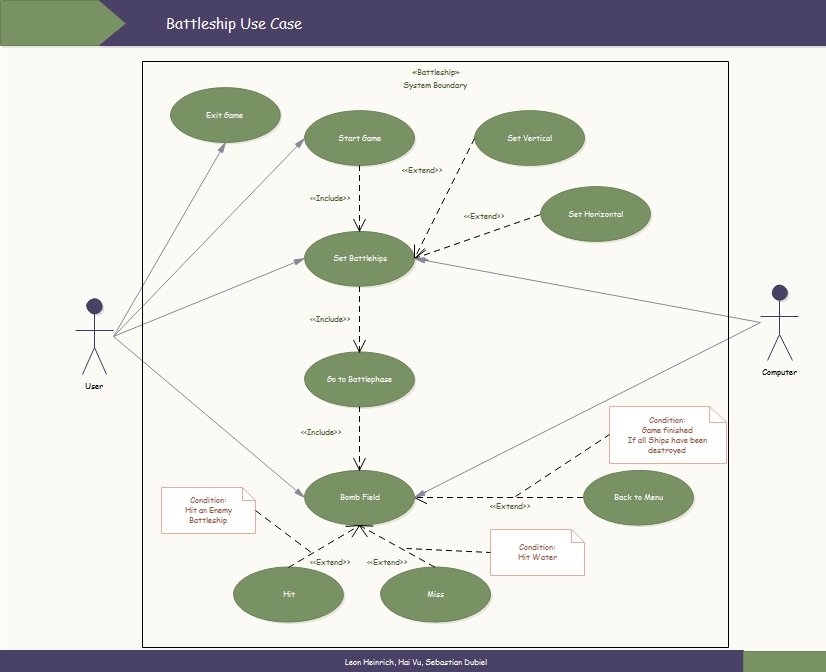 Battleship Use Case
«Battleship»
System Boundary
Exit Game
Start Game
Set Vertical
<<Extend>>
<<Include>>
<<Extend>>
Set Horizontal
Set Battlehips
User
Computer
<<Include>>
Go to Battlephase
<<Include>>
Condition:
Game finished
If all Ships have been
destroyed
Condition:
Hit an Enemy
Battleship
Bomb Field
Back to Menu
<<Extend>>
Condition:
Hit Water
<<Extend>>
<<Extend>>
Hit
Miss
Leon Heinrich, Hai Vu, Sebastian Dubiel